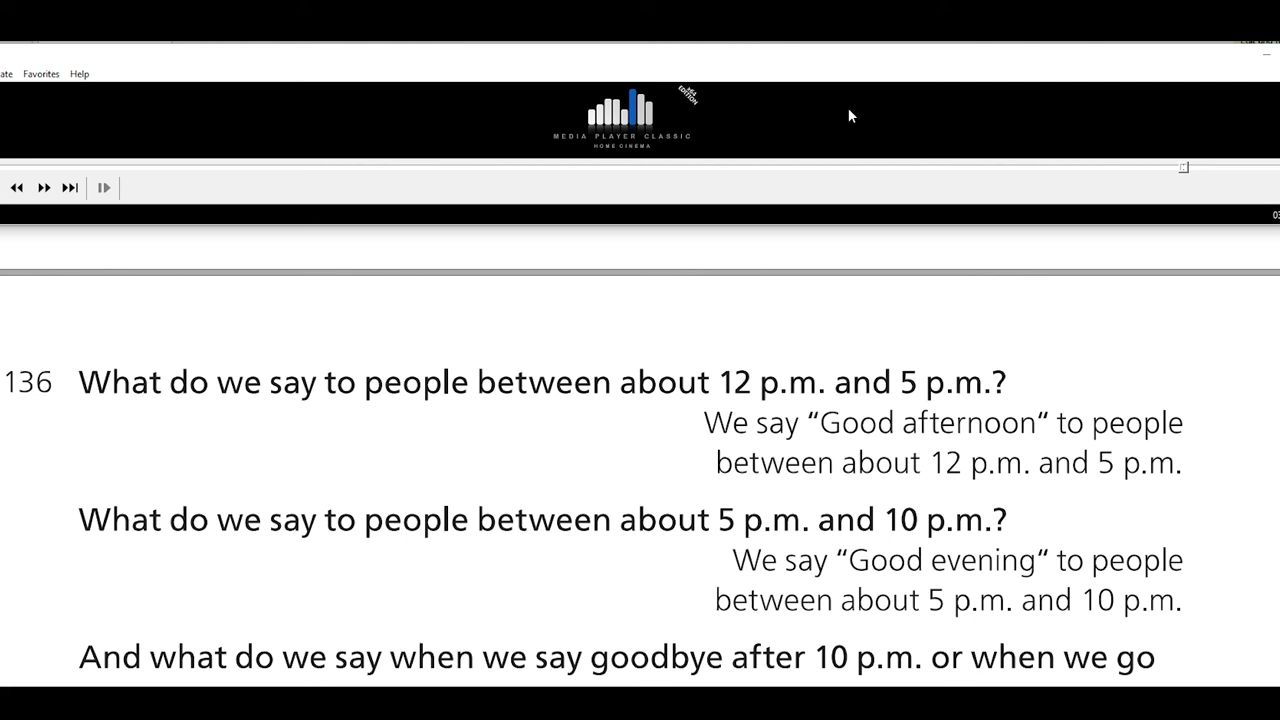 Favorites Help
x64
EDITION
MEDIA PLAYER CLASSIC
HOME CINEMA
136 What do we say to people between about 12 p.m. and 5 p.m.?
We say “Good afternoon“ to people
between about 12 p.m. and 5 p.m.
What do we say to people between about 5 p.m. and 10 p.m.?
We say “Good evening“ to people
between about 5 p.m. and 10 p.m.
And what do we say when we say goodbye after 10 p.m. or when we go